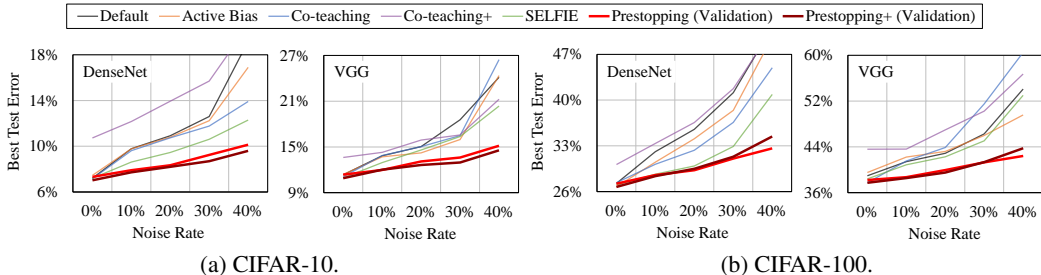 Default Active Bias Co-teaching Co-teaching+ SELFIE Prestopping (Validation) Prestopping+ (Validation)
Best Test Error
18%
14%
10%
6%
DenseNet
0% 10% 20% 30% 40%
Noise Rate
27%
21%
15%
9%
VGG
0% 10% 20% 30% 40%
Noise Rate
(a) CIFAR-10.
Best Test Error
47%
40%
33%
26%
DenseNet
0% 10% 20% 30% 40%
Noise Rate
60%
52%
44%
36%
VGG
0% 10% 20% 30% 40%
Noise Rate
(b) CIFAR-100.